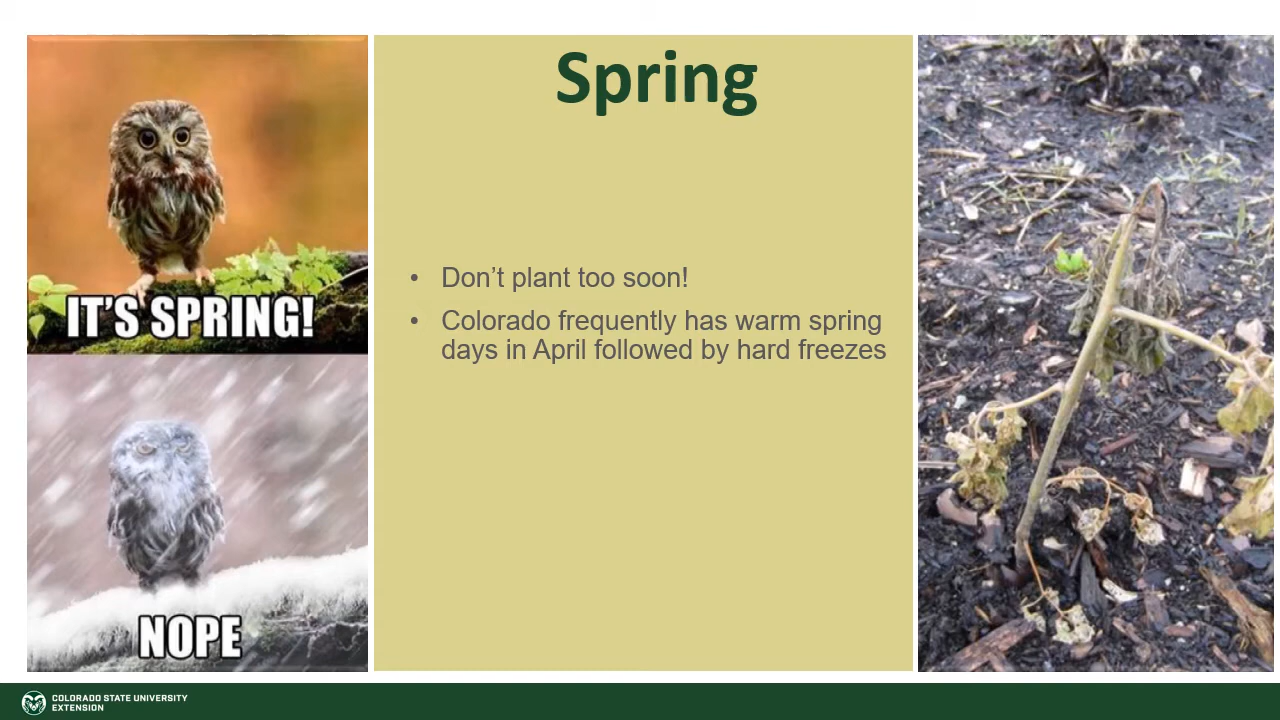 Spring
IT'S SPRING!
NOPE
• Don’t plant too soon!
• Colorado frequently has warm spring
days in April followed by hard freezes
COLORADO STATE UNIVERSITY
EXTENSION